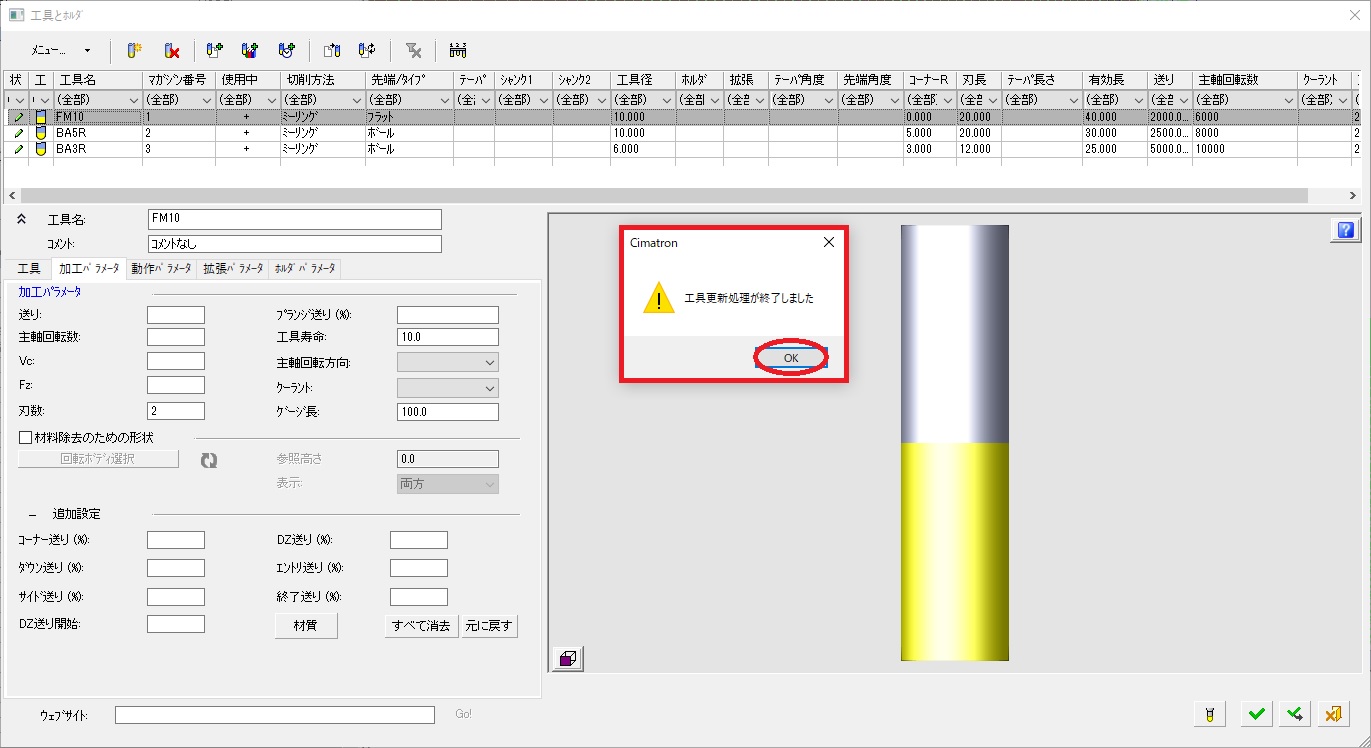 工具とホルダ
メニュー...
状 工 工具名 マガジン番号 使用中 切削方法 先端/タイプ テーパ シャンク1 シャンク2 工具径 ホルダ 拡張 テーパ角度 先端角度 コーナーR 刃長 テーパ長さ 有効長 送り 主軸回転数 クーラント
(全部) (全部) (全部) (全部) (全部) (全 (全部) (全部) (全部) (全部 (全部 (全部) (全部) (全部) (全部 (全部) (全部) (全部 (全部) (全部)
FM10 1 + ミーリング フラット 10.000 0.000 20.000 40.000 2000.0... 6000 2
BA5R 2 + ミーリング ボール 10.000 5.000 20.000 30.000 2500.0... 8000 2
BA3R 3 + ミーリング ボール 6.000 3.000 12.000 25.000 5000.0... 10000 2
工具名: FM10
コメント: コメントなし
工具 加工パラメータ 動作パラメータ 拡張パラメータ ホルダパラメータ
加工パラメータ
送り: プランジ送り (%):
主軸回転数: 工具寿命: 10.0
Vc: 主軸回転方向:
Fz: クーラント:
刃数: 2 ゲージ長: 100.0
材料除去のための形状
回転ボディ選択 参照高さ 0.0
表示: 両方
– 追加設定
コーナー送り (%): DZ送り (%):
ダウン送り (%): エントリ送り (%):
サイド送り (%): 終了送り (%):
DZ送り開始: 材質 すべて消去 元に戻す
ウェブサイト: Go!
Cimatron
工具更新処理が終了しました
OK